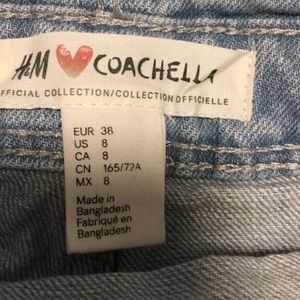 H&M COACHELLA
OFFICIAL COLLECTION/COLLECTION OFFICIELLE
EUR 38
US 8
CA 8
CN 165/72A
MX 8
Made in
Bangladesh
Fabriqué en
Bangladesh